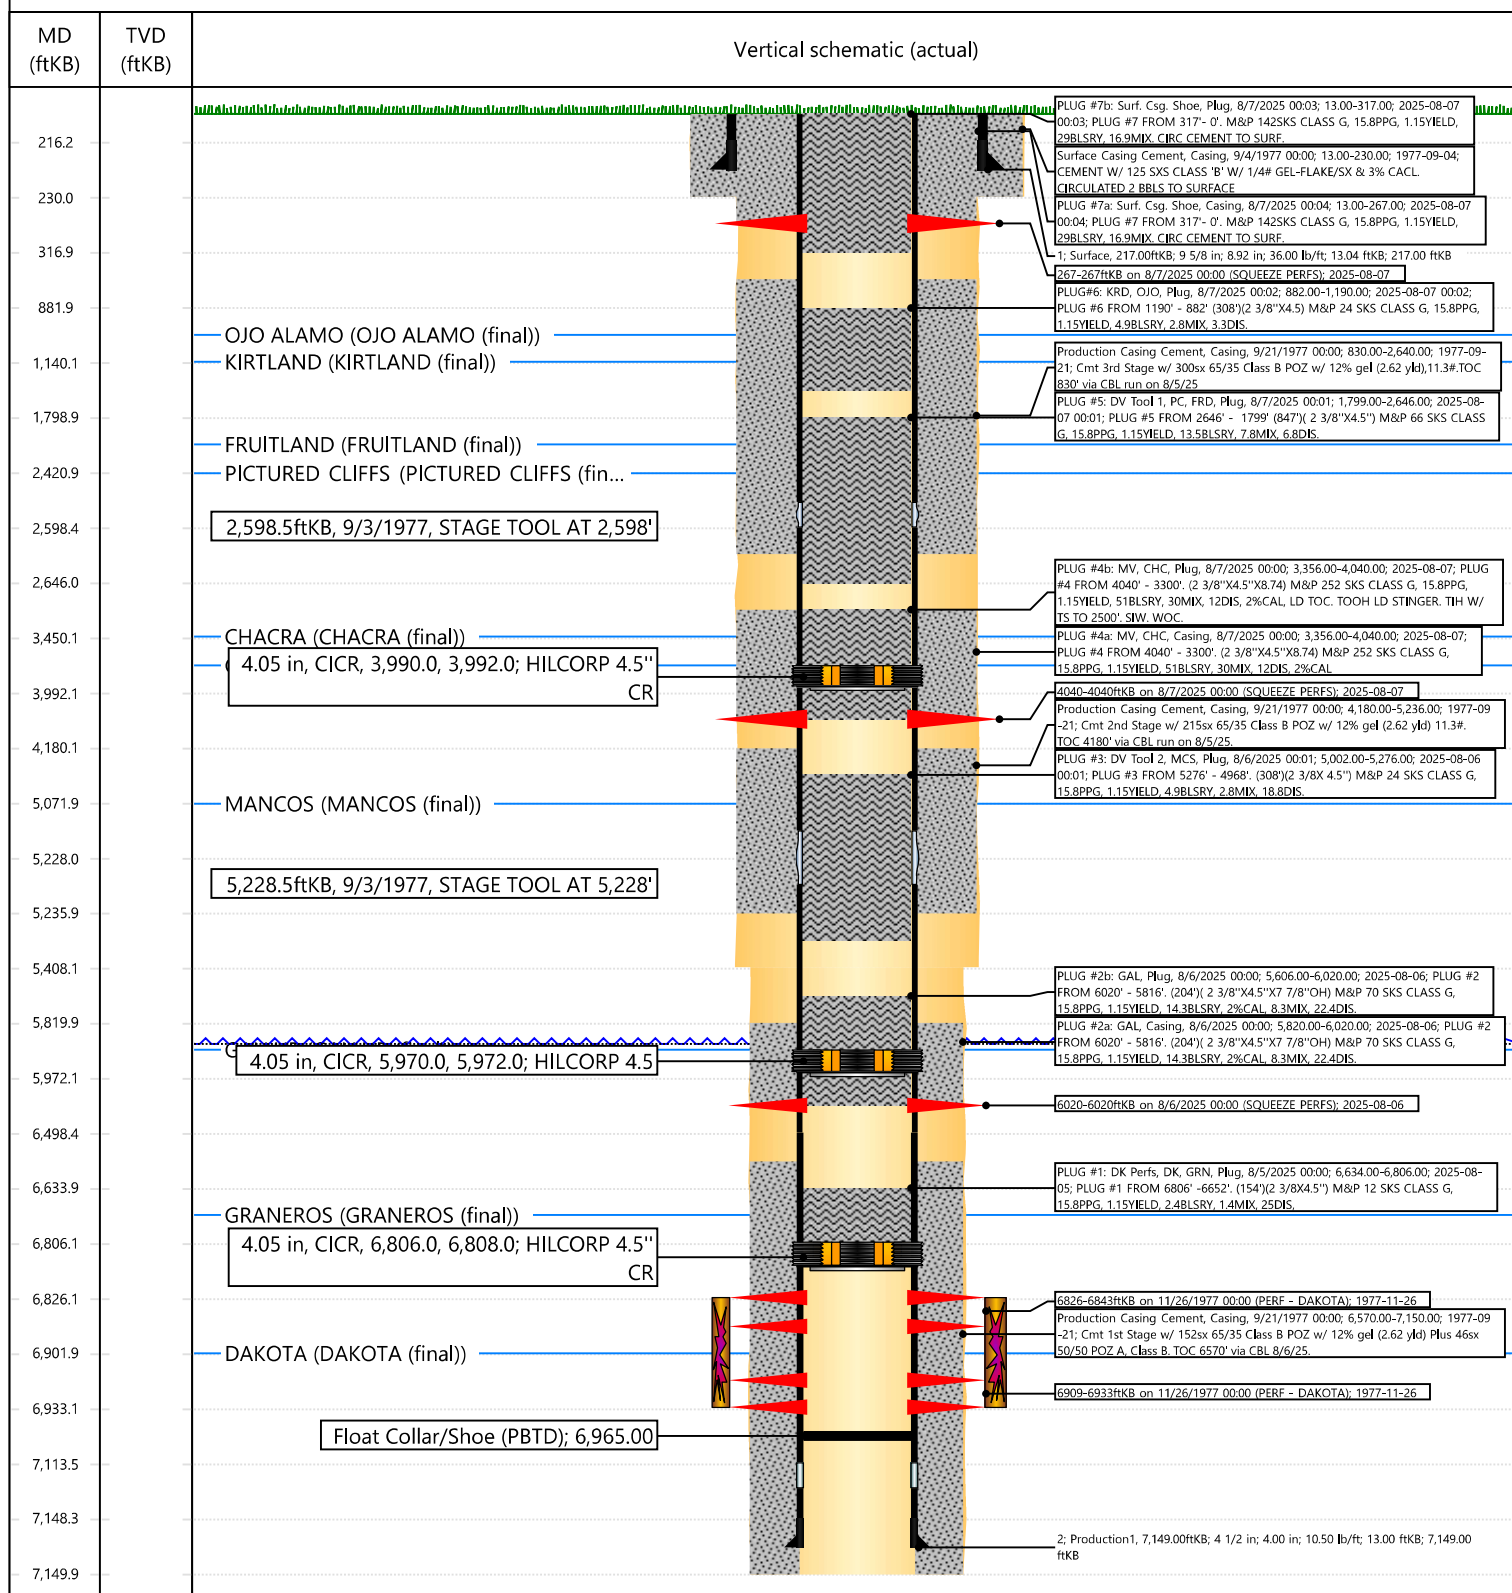 MD
(ftKB)
TVD
(ftKB)
Vertical schematic (actual)
216.2
230.0
316.9
881.9
1,140.1
1,798.9
2,420.9
2,598.4
2,646.0
3,450.1
3,992.1
4,180.1
5,071.9
5,228.0
5,235.9
5,408.1
5,819.9
5,972.1
6,498.4
6,633.9
6,806.1
6,826.1
6,901.9
6,933.1
7,113.5
7,148.3
7,149.9
OJO ALAMO (OJO ALAMO (final))
KIRTLAND (KIRTLAND (final))
FRUITLAND (FRUITLAND (final))
PICTURED CLIFFS (PICTURED CLIFFS (fin...
2,598.5ftKB, 9/3/1977, STAGE TOOL AT 2,598'
CHACRA (CHACRA (final))
4.05 in, CICR, 3,990.0, 3,992.0; HILCORP 4.5"
CR
MANCOS (MANCOS (final))
5,228.5ftKB, 9/3/1977, STAGE TOOL AT 5,228'
4.05 in, CICR, 5,970.0, 5,972.0; HILCORP 4.5
GRANEROS (GRANEROS (final))
4.05 in, CICR, 6,806.0, 6,808.0; HILCORP 4.5"
CR
DAKOTA (DAKOTA (final))
Float Collar/Shoe (PBTD); 6,965.00
PLUG #7b: Surf. Csg. Shoe, Plug, 8/7/2025 00:03; 13.00-317.00; 2025-08-07
00:03; PLUG #7 FROM 317'- 0'. M&P 142SKS CLASS G, 15.8PPG, 1.15YIELD,
29BLSRY, 16.9MIX. CIRC CEMENT TO SURF.
Surface Casing Cement, Casing, 9/4/1977 00:00; 13.00-230.00; 1977-09-04;
CEMENT W/ 125 SXS CLASS 'B' W/ 1/4# GEL-FLAKE/SX & 3% CACL.
CIRCULATED 2 BBLS TO SURFACE
PLUG #7a: Surf. Csg. Shoe, Casing, 8/7/2025 00:04; 13.00-267.00; 2025-08-07
00:04; PLUG #7 FROM 317'- 0'. M&P 142SKS CLASS G, 15.8PPG, 1.15YIELD,
29BLSRY, 16.9MIX. CIRC CEMENT TO SURF.
1; Surface, 217.00ftKB; 9 5/8 in; 8.92 in; 36.00 lb/ft; 13.04 ftKB; 217.00 ftKB
267-267ftKB on 8/7/2025 00:00 (SQUEEZE PERFS); 2025-08-07
PLUG#6: KRD, OJO, Plug, 8/7/2025 00:02; 882.00-1,190.00; 2025-08-07 00:02;
PLUG #6 FROM 1190' - 882' (308')(2 3/8"X4.5) M&P 24 SKS CLASS G, 15.8PPG,
1.15YIELD, 4.9BLSRY, 2.8MIX, 3.3DIS.
Production Casing Cement, Casing, 9/21/1977 00:00; 830.00-2,640.00; 1977-09-
21; Cmt 3rd Stage w/ 300sx 65/35 Class B POZ w/ 12% gel (2.62 yld),11.3#.TOC
830' via CBL run on 8/5/25
PLUG #5: DV Tool 1, PC, FRD, Plug, 8/7/2025 00:01; 1,799.00-2,646.00; 2025-08-
07 00:01; PLUG #5 FROM 2646' - 1799' (847')( 2 3/8"X4.5") M&P 66 SKS CLASS
G, 15.8PPG, 1.15YIELD, 13.5BLSRY, 7.8MIX, 6.8DIS.
PLUG #4b: MV, CHC, Plug, 8/7/2025 00:00; 3,356.00-4,040.00; 2025-08-07; PLUG
#4 FROM 4040' - 3300'. (2 3/8"X4.5"X8.74) M&P 252 SKS CLASS G, 15.8PPG,
1.15YIELD, 51BLSRY, 30MIX, 12DIS, 2%CAL, LD TOC. TOOH LD STINGER. TIH W/
TS TO 2500'. SIW. WOC.
PLUG #4a: MV, CHC, Casing, 8/7/2025 00:00; 3,356.00-4,040.00; 2025-08-07;
PLUG #4 FROM 4040' - 3300'. (2 3/8"X4.5"X8.74) M&P 252 SKS CLASS G,
15.8PPG, 1.15YIELD, 51BLSRY, 30MIX, 12DIS, 2%CAL
4040-4040ftKB on 8/7/2025 00:00 (SQUEEZE PERFS); 2025-08-07
Production Casing Cement, Casing, 9/21/1977 00:00; 4,180.00-5,236.00; 1977-09
-21; Cmt 2nd Stage w/ 215sx 65/35 Class B POZ w/ 12% gel (2.62 yld) 11.3#.
TOC 4180' via CBL run on 8/5/25.
PLUG #3: DV Tool 2, MCS, Plug, 8/6/2025 00:01; 5,002.00-5,276.00; 2025-08-06
00:01; PLUG #3 FROM 5276' - 4968'. (308')(2 3/8X 4.5") M&P 24 SKS CLASS G,
15.8PPG, 1.15YIELD, 4.9BLSRY, 2.8MIX, 18.8DIS.
PLUG #2b: GAL, Plug, 8/6/2025 00:00; 5,606.00-6,020.00; 2025-08-06; PLUG #2
FROM 6020' - 5816'. (204')( 2 3/8"X4.5"X7 7/8"OH) M&P 70 SKS CLASS G,
15.8PPG, 1.15YIELD, 14.3BLSRY, 2%CAL, 8.3MIX, 22.4DIS.
PLUG #2a: GAL, Casing, 8/6/2025 00:00; 5,820.00-6,020.00; 2025-08-06; PLUG #2
FROM 6020' - 5816'. (204')( 2 3/8"X4.5"X7 7/8"OH) M&P 70 SKS CLASS G,
15.8PPG, 1.15YIELD, 14.3BLSRY, 2%CAL, 8.3MIX, 22.4DIS.
6020-6020ftKB on 8/6/2025 00:00 (SQUEEZE PERFS); 2025-08-06
PLUG #1: DK Perfs, DK, GRN, Plug, 8/5/2025 00:00; 6,634.00-6,806.00; 2025-08-
05; PLUG #1 FROM 6806' -6652'. (154')(2 3/8X4.5") M&P 12 SKS CLASS G,
15.8PPG, 1.15YIELD, 2.4BLSRY, 1.4MIX, 25DIS,
6826-6843ftKB on 11/26/1977 00:00 (PERF - DAKOTA); 1977-11-26
Production Casing Cement, Casing, 9/21/1977 00:00; 6,570.00-7,150.00; 1977-09
-21; Cmt 1st Stage w/ 152sx 65/35 Class B POZ w/ 12% gel (2.62 yld) Plus 46sx
50/50 POZ A, Class B. TOC 6570' via CBL 8/6/25.
6909-6933ftKB on 11/26/1977 00:00 (PERF - DAKOTA); 1977-11-26
2; Production1, 7,149.00ftKB; 4 1/2 in; 4.00 in; 10.50 lb/ft; 13.00 ftKB; 7,149.00
ftKB